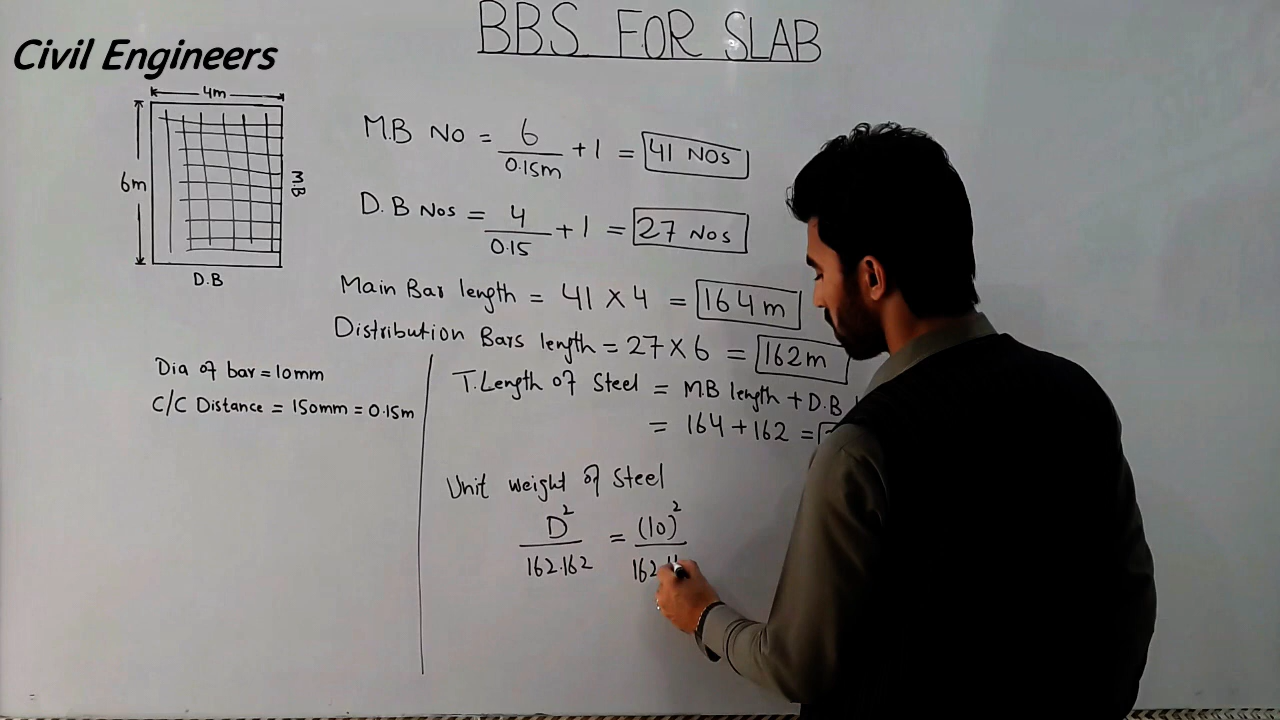 BBS FOR SLAB
Civil Engineers
4m
6m
M.B
D.B
M.B No = 6 / 0.15m + 1 = 41 Nos
D.B Nos = 4 / 0.15 + 1 = 27 Nos
Main Bar length = 41 × 4 = 164 m
Distribution Bars length = 27 × 6 = 162m
Dia of bar = 10mm
C/C Distance = 150mm = 0.15m
T.Length of Steel = M.B length + D.B
= 164 + 162 =
Unit weight of Steel
D² / 162.162 = (10)² / 162.